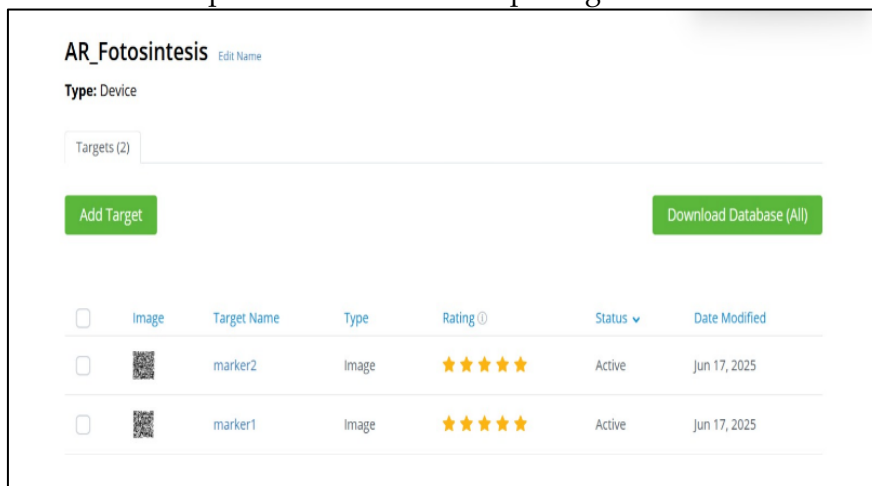 AR_Fotosintesis Edit Name
Type: Device
Targets (2)
Add Target
Download Database (All)
Image Target Name Type Rating Status Date Modified
marker2 Image Active Jun 17, 2025
marker1 Image Active Jun 17, 2025